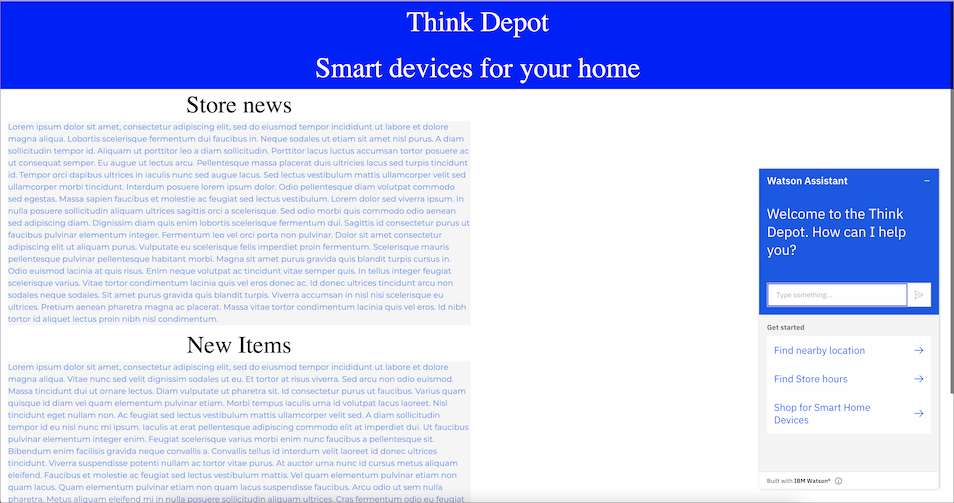 Think Depot
Smart devices for your home
Store news
Lorem ipsum dolor sit amet, consectetur adipiscing elit, sed do eiusmod tempor incididunt ut labore et dolore
magna aliqua. Lobortis scelerisque fermentum dui faucibus in. Neque sodales ut etiam sit amet nisl purus. A diam
sollicitudin tempor id. Aliquam ut porttitor leo a diam sollicitudin. Porttitor lacus luctus accumsan tortor posuere ac
ut consequat semper. Eu augue ut lectus arcu. Pellentesque massa placerat duis ultricies lacus sed turpis tincidunt
id. Tempor orci dapibus ultrices in iaculis nunc sed augue lacus. Sed lectus vestibulum mattis ullamcorper velit sed
ullamcorper morbi tincidunt. Interdum posuere lorem ipsum dolor. Odio pellentesque diam volutpat commodo
sed egestas. Massa sapien faucibus et molestie ac feugiat sed lectus vestibulum. Lorem dolor sed viverra ipsum. In
nulla posuere sollicitudin aliquam ultrices sagittis orci a scelerisque. Sed odio morbi quis commodo odio aenean
sed adipiscing diam. Dignissim diam quis enim lobortis scelerisque fermentum dui. Sagittis id consectetur purus ut
faucibus pulvinar elementum integer. Fermentum leo vel orci porta non pulvinar. Dolor sit amet consectetur
adipiscing elit ut aliquam purus. Vulputate eu scelerisque felis imperdiet proin fermentum. Scelerisque mauris
pellentesque pulvinar pellentesque habitant morbi. Magna sit amet purus gravida quis blandit turpis cursus in.
Odio euismod lacinia at quis risus. Enim neque volutpat ac tincidunt vitae semper quis. In tellus integer feugiat
scelerisque varius. Vitae tortor condimentum lacinia quis vel eros donec ac. Id donec ultrices tincidunt arcu non
sodales neque sodales. Sit amet purus gravida quis blandit turpis. Viverra accumsan in nisl nisi scelerisque eu
ultrices. Pretium aenean pharetra magna ac placerat. Massa vitae tortor condimentum lacinia quis vel eros. Id nibh
tortor id aliquet lectus proin nibh nisl condimentum.
New Items
Lorem ipsum dolor sit amet, consectetur adipiscing elit, sed do eiusmod tempor incididunt ut labore et dolore
magna aliqua. Vitae nunc sed velit dignissim sodales ut eu. Et tortor at risus viverra. Sed arcu non odio euismod.
Massa tincidunt dui ut ornare lectus. Diam vulputate ut pharetra sit. Id consectetur purus ut faucibus. Varius quam
quisque id diam vel quam elementum pulvinar etiam. Morbi tempus iaculis urna id volutpat lacus laoreet. Nisl
tincidunt eget nullam non. Ac feugiat sed lectus vestibulum mattis ullamcorper velit sed. A diam sollicitudin
tempor id eu nisl nunc mi ipsum. Iaculis at erat pellentesque adipiscing commodo elit at imperdiet dui. Ut faucibus
pulvinar elementum integer enim. Feugiat scelerisque varius morbi enim nunc faucibus a pellentesque sit.
Bibendum enim facilisis gravida neque convallis a. Convallis tellus id interdum velit laoreet id donec ultrices
tincidunt. Viverra suspendisse potenti nullam ac tortor vitae purus. At auctor urna nunc id cursus metus aliquam
eleifend. Faucibus et molestie ac feugiat sed lectus vestibulum mattis. Vel quam elementum pulvinar etiam non
quam lacus. Quam elementum pulvinar etiam non quam lacus suspendisse faucibus. Arcu odio ut sem nulla
pharetra. Metus aliquam eleifend mi in nulla posuere sollicitudin aliquam ultrices. Cras fermentum odio eu feugiat
Watson Assistant
Welcome to the Think
Depot. How can I help
you?
Type something...
Get started
Find nearby location
Find Store hours
Shop for Smart Home
Devices
Built with IBM Watson®